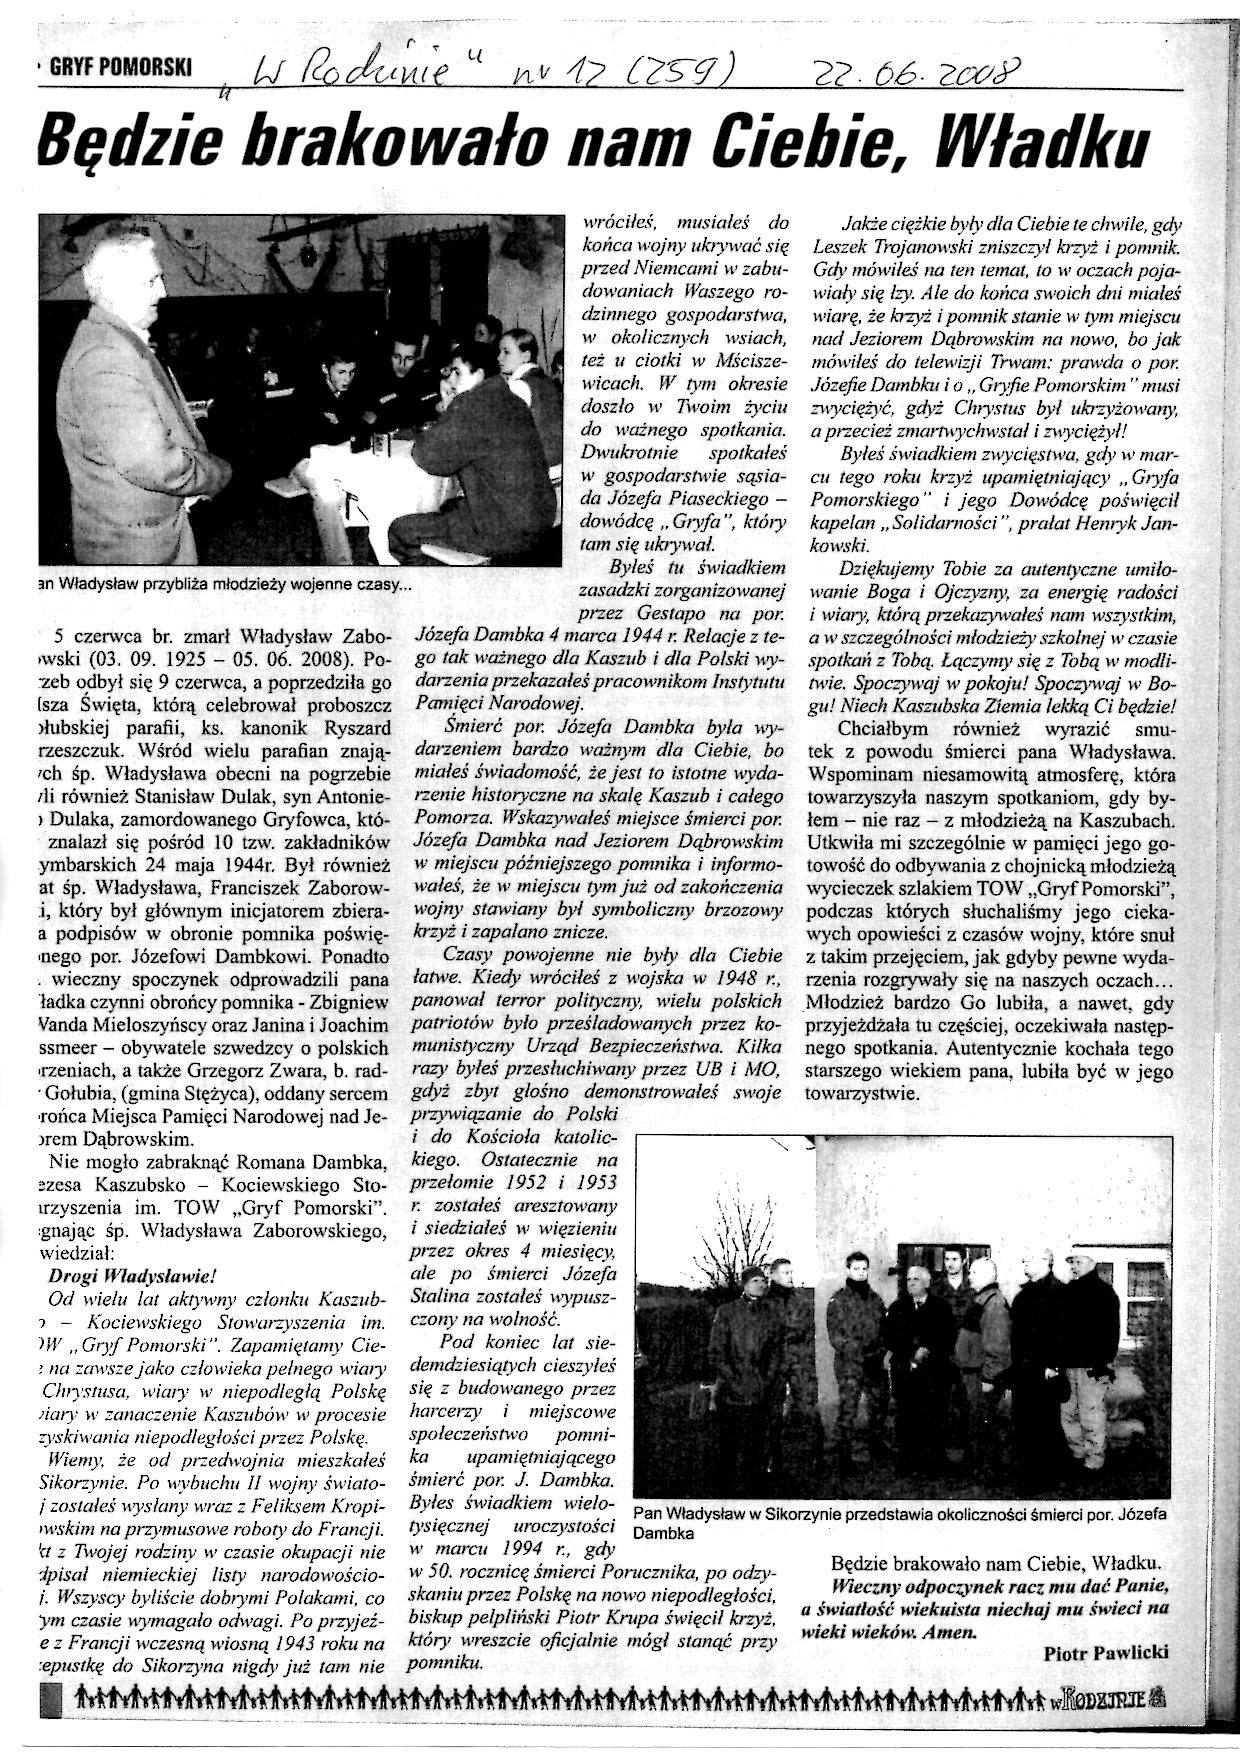 GRYF POMORSKI
„W Rodzinie" nr 12 (259) 22.06.2008
Będzie brakowało nam Ciebie, Władku
an Władysław przybliża młodzieży wojenne czasy...
5 czerwca br. zmarł Władysław Zabo-
wski (03. 09. 1925 – 05. 06. 2008). Po-
zeb odbył się 9 czerwca, a poprzedziła go
sza Święta, którą celebrował proboszcz
łubskiej parafii, ks. kanonik Ryszard
rzeszczuk. Wśród wielu parafian znają-
ch śp. Władysława obecni na pogrzebie
li również Stanisław Dulak, syn Antonie-
Dulaka, zamordowanego Gryfowca, któ-
znalazł się pośród 10 tzw. zakładników
ymbarskich 24 maja 1944r. Był również
at śp. Władysława, Franciszek Zaborow-
i, który był głównym inicjatorem zbiera-
a podpisów w obronie pomnika poświę-
nego por. Józefowi Dambkowi. Ponadto
wieczny spoczynek odprowadzili pana
ładka czynni obrońcy pomnika - Zbigniew
Wanda Mieloszyńscy oraz Janina i Joachim
ssmeer – obywatele szwedzcy o polskich
rzeniach, a także Grzegorz Zwara, b. rad-
Gołubia, (gmina Stężyca), oddany sercem
rońca Miejsca Pamięci Narodowej nad Je-
orem Dąbrowskim.
Nie mogło zabraknąć Romana Dambka,
ezesa Kaszubsko – Kociewskiego Sto-
rzyszenia im. TOW „Gryf Pomorski".
gnając śp. Władysława Zaborowskiego,
wiedział:
Drogi Władysławie!
Od wielu lat aktywny członku Kaszub-
o – Kociewskiego Stowarzyszenia im.
OW „Gryf Pomorski". Zapamiętamy Cie-
na zawsze jako człowieka pełnego wiary
Chrystusa, wiary w niepodległą Polskę
iary w zanaczenie Kaszubów w procesie
zyskiwania niepodległości przez Polskę.
Wiemy, że od przedwojnia mieszkałeś
Sikorzynie. Po wybuchu II wojny świato-
j zostałeś wysłany wraz z Feliksem Kropi-
wskim na przymusowe roboty do Francji.
kt z Twojej rodziny w czasie okupacji nie
dpisał niemieckiej listy narodowościo-
j. Wszyscy byliście dobrymi Polakami, co
ym czasie wymagało odwagi. Po przyjeź-
e z Francji wczesną wiosną 1943 roku na
epustkę do Sikorzyna nigdy już tam nie
wróciłeś, musiałeś do
końca wojny ukrywać się
przed Niemcami w zabu-
dowaniach Waszego ro-
dzinnego gospodarstwa,
w okolicznych wsiach,
też u ciotki w Mścisze-
wicach. W tym okresie
doszło w Twoim życiu
do ważnego spotkania.
Dwukrotnie spotkałeś
w gospodarstwie sąsia-
da Józefa Piaseckiego –
dowódcę „Gryfa", który
tam się ukrywał.
Byłeś tu świadkiem
zasadzki zorganizowanej
przez Gestapo na por.
Józefa Dambka 4 marca 1944 r. Relacje z te-
go tak ważnego dla Kaszub i dla Polski wy-
darzenia przekazałeś pracownikom Instytutu
Pamięci Narodowej.
Śmierć por. Józefa Dambka była wy-
darzeniem bardzo ważnym dla Ciebie, bo
miałeś świadomość, że jest to istotne wyda-
rzenie historyczne na skalę Kaszub i całego
Pomorza. Wskazywałeś miejsce śmierci por.
Józefa Dambka nad Jeziorem Dąbrowskim
w miejscu późniejszego pomnika i informo-
wałeś, że w miejscu tym już od zakończenia
wojny stawiany był symboliczny brzozowy
krzyż i zapalano znicze.
Czasy powojenne nie były dla Ciebie
łatwe. Kiedy wróciłeś z wojska w 1948 r.,
panował terror polityczny, wielu polskich
patriotów było prześladowanych przez ko-
munistyczny Urząd Bezpieczeństwa. Kilka
razy byłeś przesłuchiwany przez UB i MO,
gdyż zbyt głośno demonstrowałeś swoje
przywiązanie do Polski
i do Kościoła katolic-
kiego. Ostatecznie na
przełomie 1952 i 1953
r. zostałeś aresztowany
i siedziałeś w więzieniu
przez okres 4 miesięcy,
ale po śmierci Józefa
Stalina zostałeś wypusz-
czony na wolność.
Pod koniec lat sie-
demdziesiątych cieszyłeś
się z budowanego przez
harcerzy i miejscowe
społeczeństwo pomni-
ka upamiętniającego
śmierć por. J. Dambka.
Byłes świadkiem wielo-
tysięcznej uroczystości
w marcu 1994 r., gdy
w 50. rocznicę śmierci Porucznika, po odzy-
skaniu przez Polskę na nowo niepodległości,
biskup pelpliński Piotr Krupa święcił krzyż,
który wreszcie oficjalnie mógł stanąć przy
pomniku.
Jakże ciężkie były dla Ciebie te chwile, gdy
Leszek Trojanowski zniszczył krzyż i pomnik.
Gdy mówiłeś na ten temat, to w oczach poja-
wiały się łzy. Ale do końca swoich dni miałeś
wiarę, że krzyż i pomnik stanie w tym miejscu
nad Jeziorem Dąbrowskim na nowo, bo jak
mówiłeś do telewizji Trwam: prawda o por.
Józefie Dambku i o „Gryfie Pomorskim" musi
zwyciężyć, gdyż Chrystus był ukrzyżowany,
a przecież zmartwychwstał i zwyciężył!
Byłeś świadkiem zwycięstwa, gdy w mar-
cu tego roku krzyż upamiętniający „Gryfa
Pomorskiego" i jego Dowódcę poświęcił
kapelan „Solidarności", prałat Henryk Jan-
kowski.
Dziękujemy Tobie za autentyczne umiło-
wanie Boga i Ojczyzny, za energię radości
i wiary, którą przekazywałeś nam wszystkim,
a w szczególności młodzieży szkolnej w czasie
spotkań z Tobą. Łączymy się z Tobą w modli-
twie. Spoczywaj w pokoju! Spoczywaj w Bo-
gu! Niech Kaszubska Ziemia lekką Ci będzie!
Chciałbym również wyrazić smu-
tek z powodu śmierci pana Władysława.
Wspominam niesamowitą atmosferę, która
towarzyszyła naszym spotkaniom, gdy by-
łem – nie raz – z młodzieżą na Kaszubach.
Utkwiła mi szczególnie w pamięci jego go-
towość do odbywania z chojnicką młodzieżą
wycieczek szlakiem TOW „Gryf Pomorski",
podczas których słuchaliśmy jego cieka-
wych opowieści z czasów wojny, które snuł
z takim przejęciem, jak gdyby pewne wyda-
rzenia rozgrywały się na naszych oczach...
Młodzież bardzo Go lubiła, a nawet, gdy
przyjeżdżała tu częściej, oczekiwała następ-
nego spotkania. Autentycznie kochała tego
starszego wiekiem pana, lubiła być w jego
towarzystwie.
Pan Władysław w Sikorzynie przedstawia okoliczności śmierci por. Józefa
Dambka
Będzie brakowało nam Ciebie, Władku.
Wieczny odpoczynek racz mu dać Panie,
a światłość wiekuista niechaj mu świeci na
wieki wieków. Amen.
Piotr Pawlicki
wRODZINIE